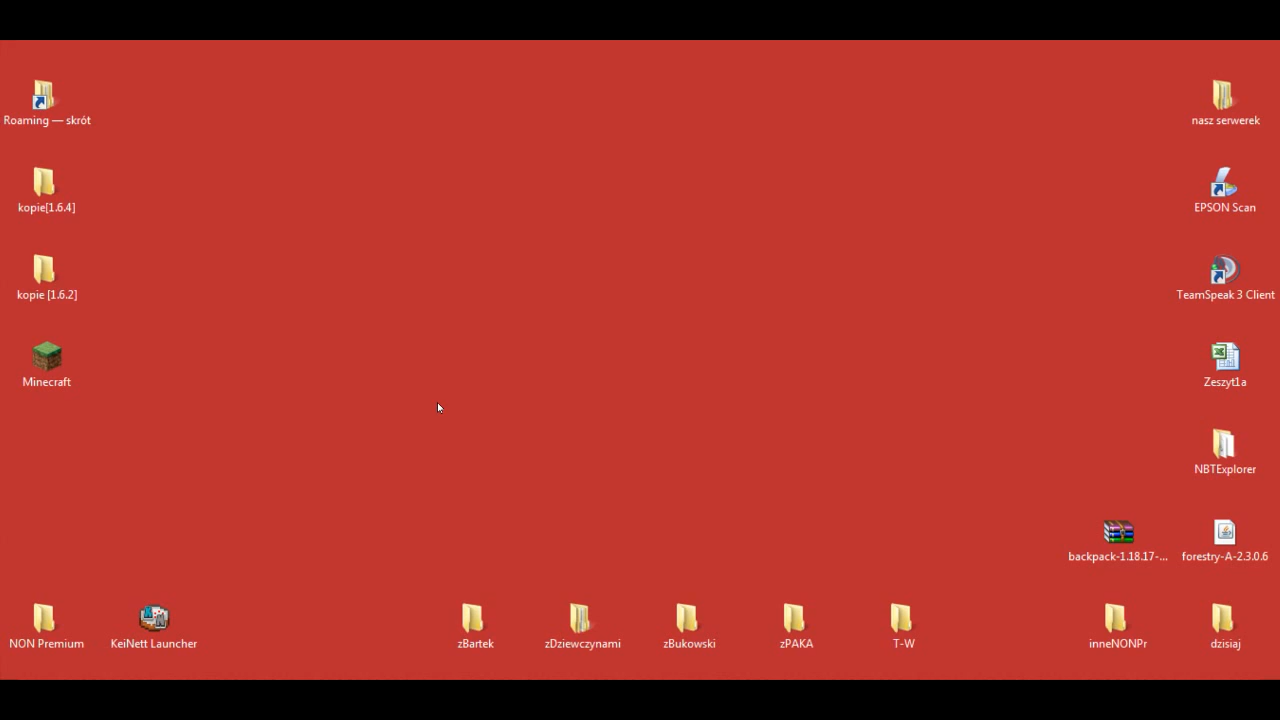 Roaming — skrót
nasz serwerek
kopie[1.6.4]
EPSON Scan
kopie [1.6.2]
TeamSpeak 3 Client
Minecraft
Zeszyt1a
NBTExplorer
backpack-1.18.17-...
forestry-A-2.3.0.6
NON Premium
KeiNett Launcher
zBartek
zDziewczynami
zBukowski
zPAKA
T-W
inneNONPr
dzisiaj